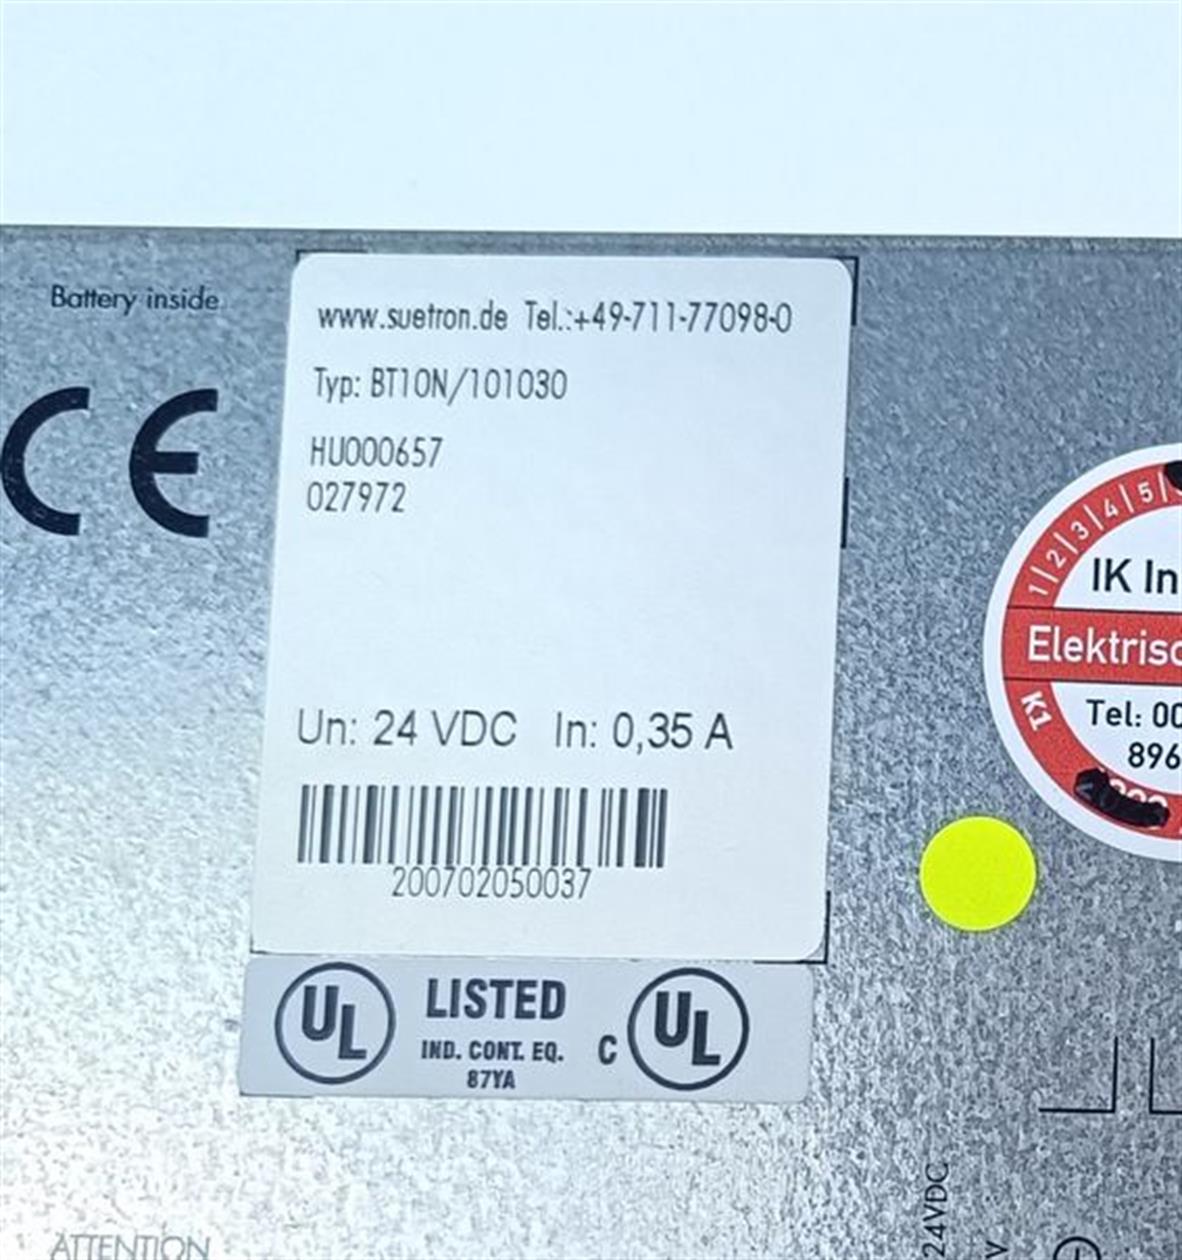 Battery inside
CE
www.suetron.de Tel.:+49-711-77098-0
Typ: BT10N/101030
HU000657
027972
Un: 24 VDC In: 0,35 A
200702050037
UL LISTED C UL
IND. CONT. EQ.
87YA
1|2|3|4|5|
IK In
Elektrisc
Tel: 00
896
K1
24VDC
V
ATTENTION